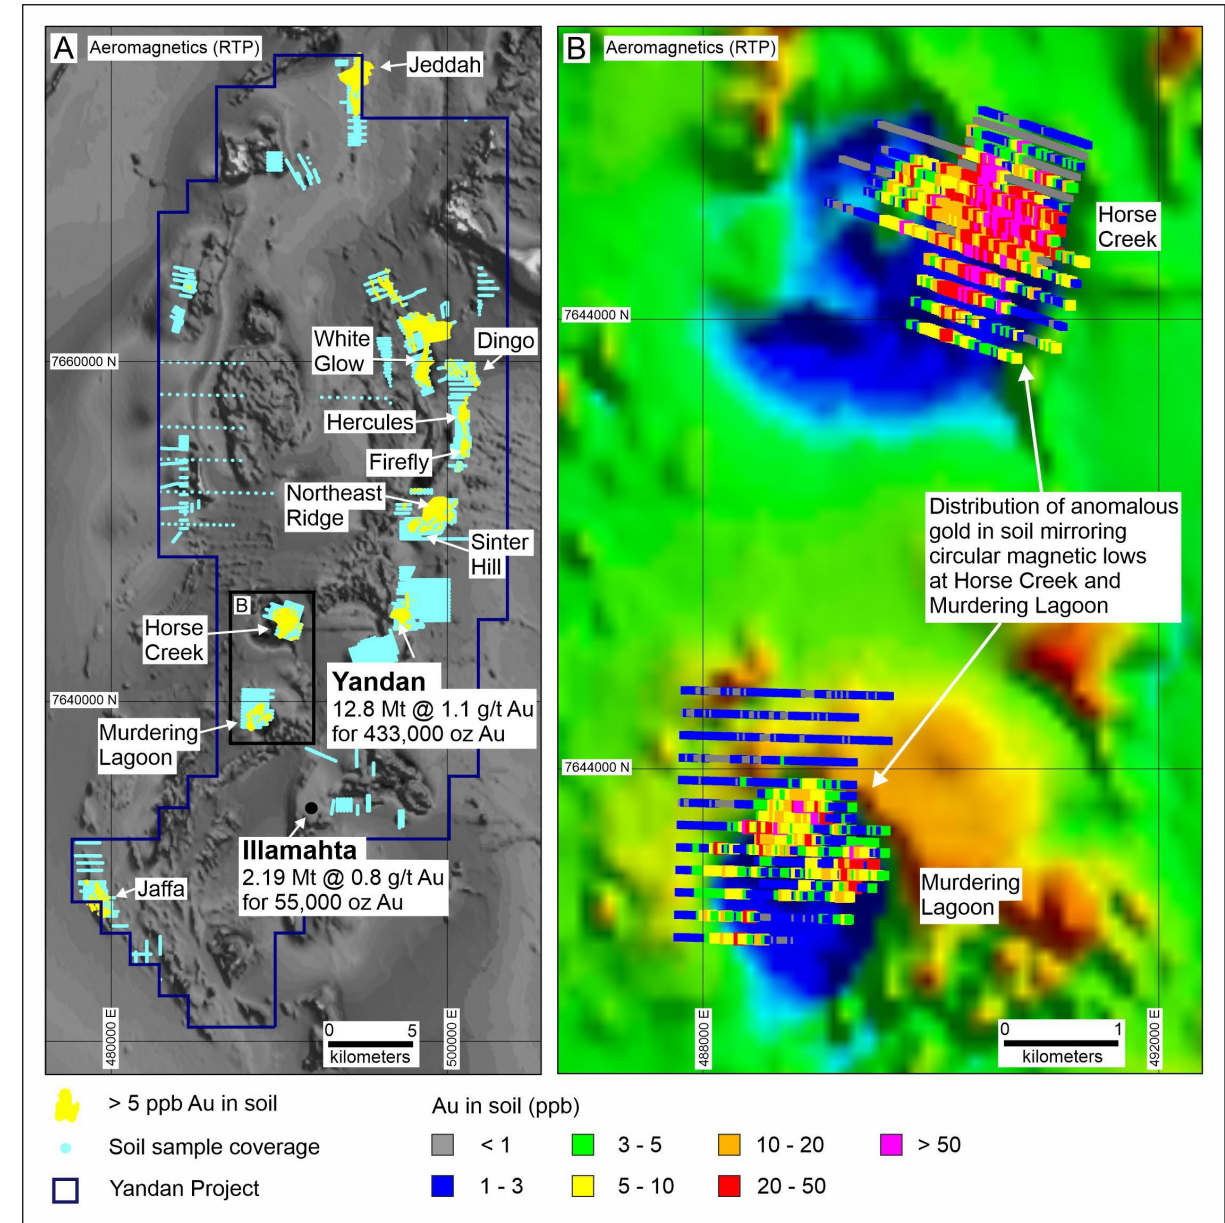 A
Aeromagnetics (RTP)
Jeddah
White
Glow
Dingo
7660000 N
Hercules
Firefly
Northeast
Ridge
Sinter
Hill
B
Horse
Creek
Yandan
12.8 Mt @ 1.1 g/t Au
for 433,000 oz Au
7640000 N
Murdering
Lagoon
Illamahta
2.19 Mt @ 0.8 g/t Au
for 55,000 oz Au
Jaffa
480000 E
0 5
kilometers
500000 E
B
Aeromagnetics (RTP)
Horse
Creek
7644000 N
Distribution of anomalous
gold in soil mirroring
circular magnetic lows
at Horse Creek and
Murdering Lagoon
7644000 N
Murdering
Lagoon
488000 E
0 1
kilometers
492000 E
> 5 ppb Au in soil
Soil sample coverage
Yandan Project
Au in soil (ppb)
< 1
3 - 5
10 - 20
> 50
1 - 3
5 - 10
20 - 50